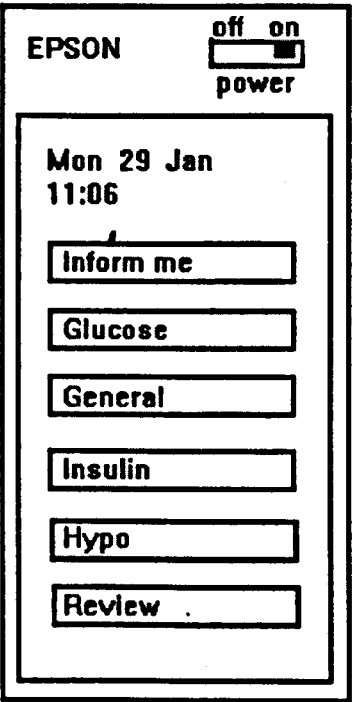 off on
EPSON
power
Mon 29 Jan
11:06
Inform me
Glucose
General
Insulin
Hypo
Review